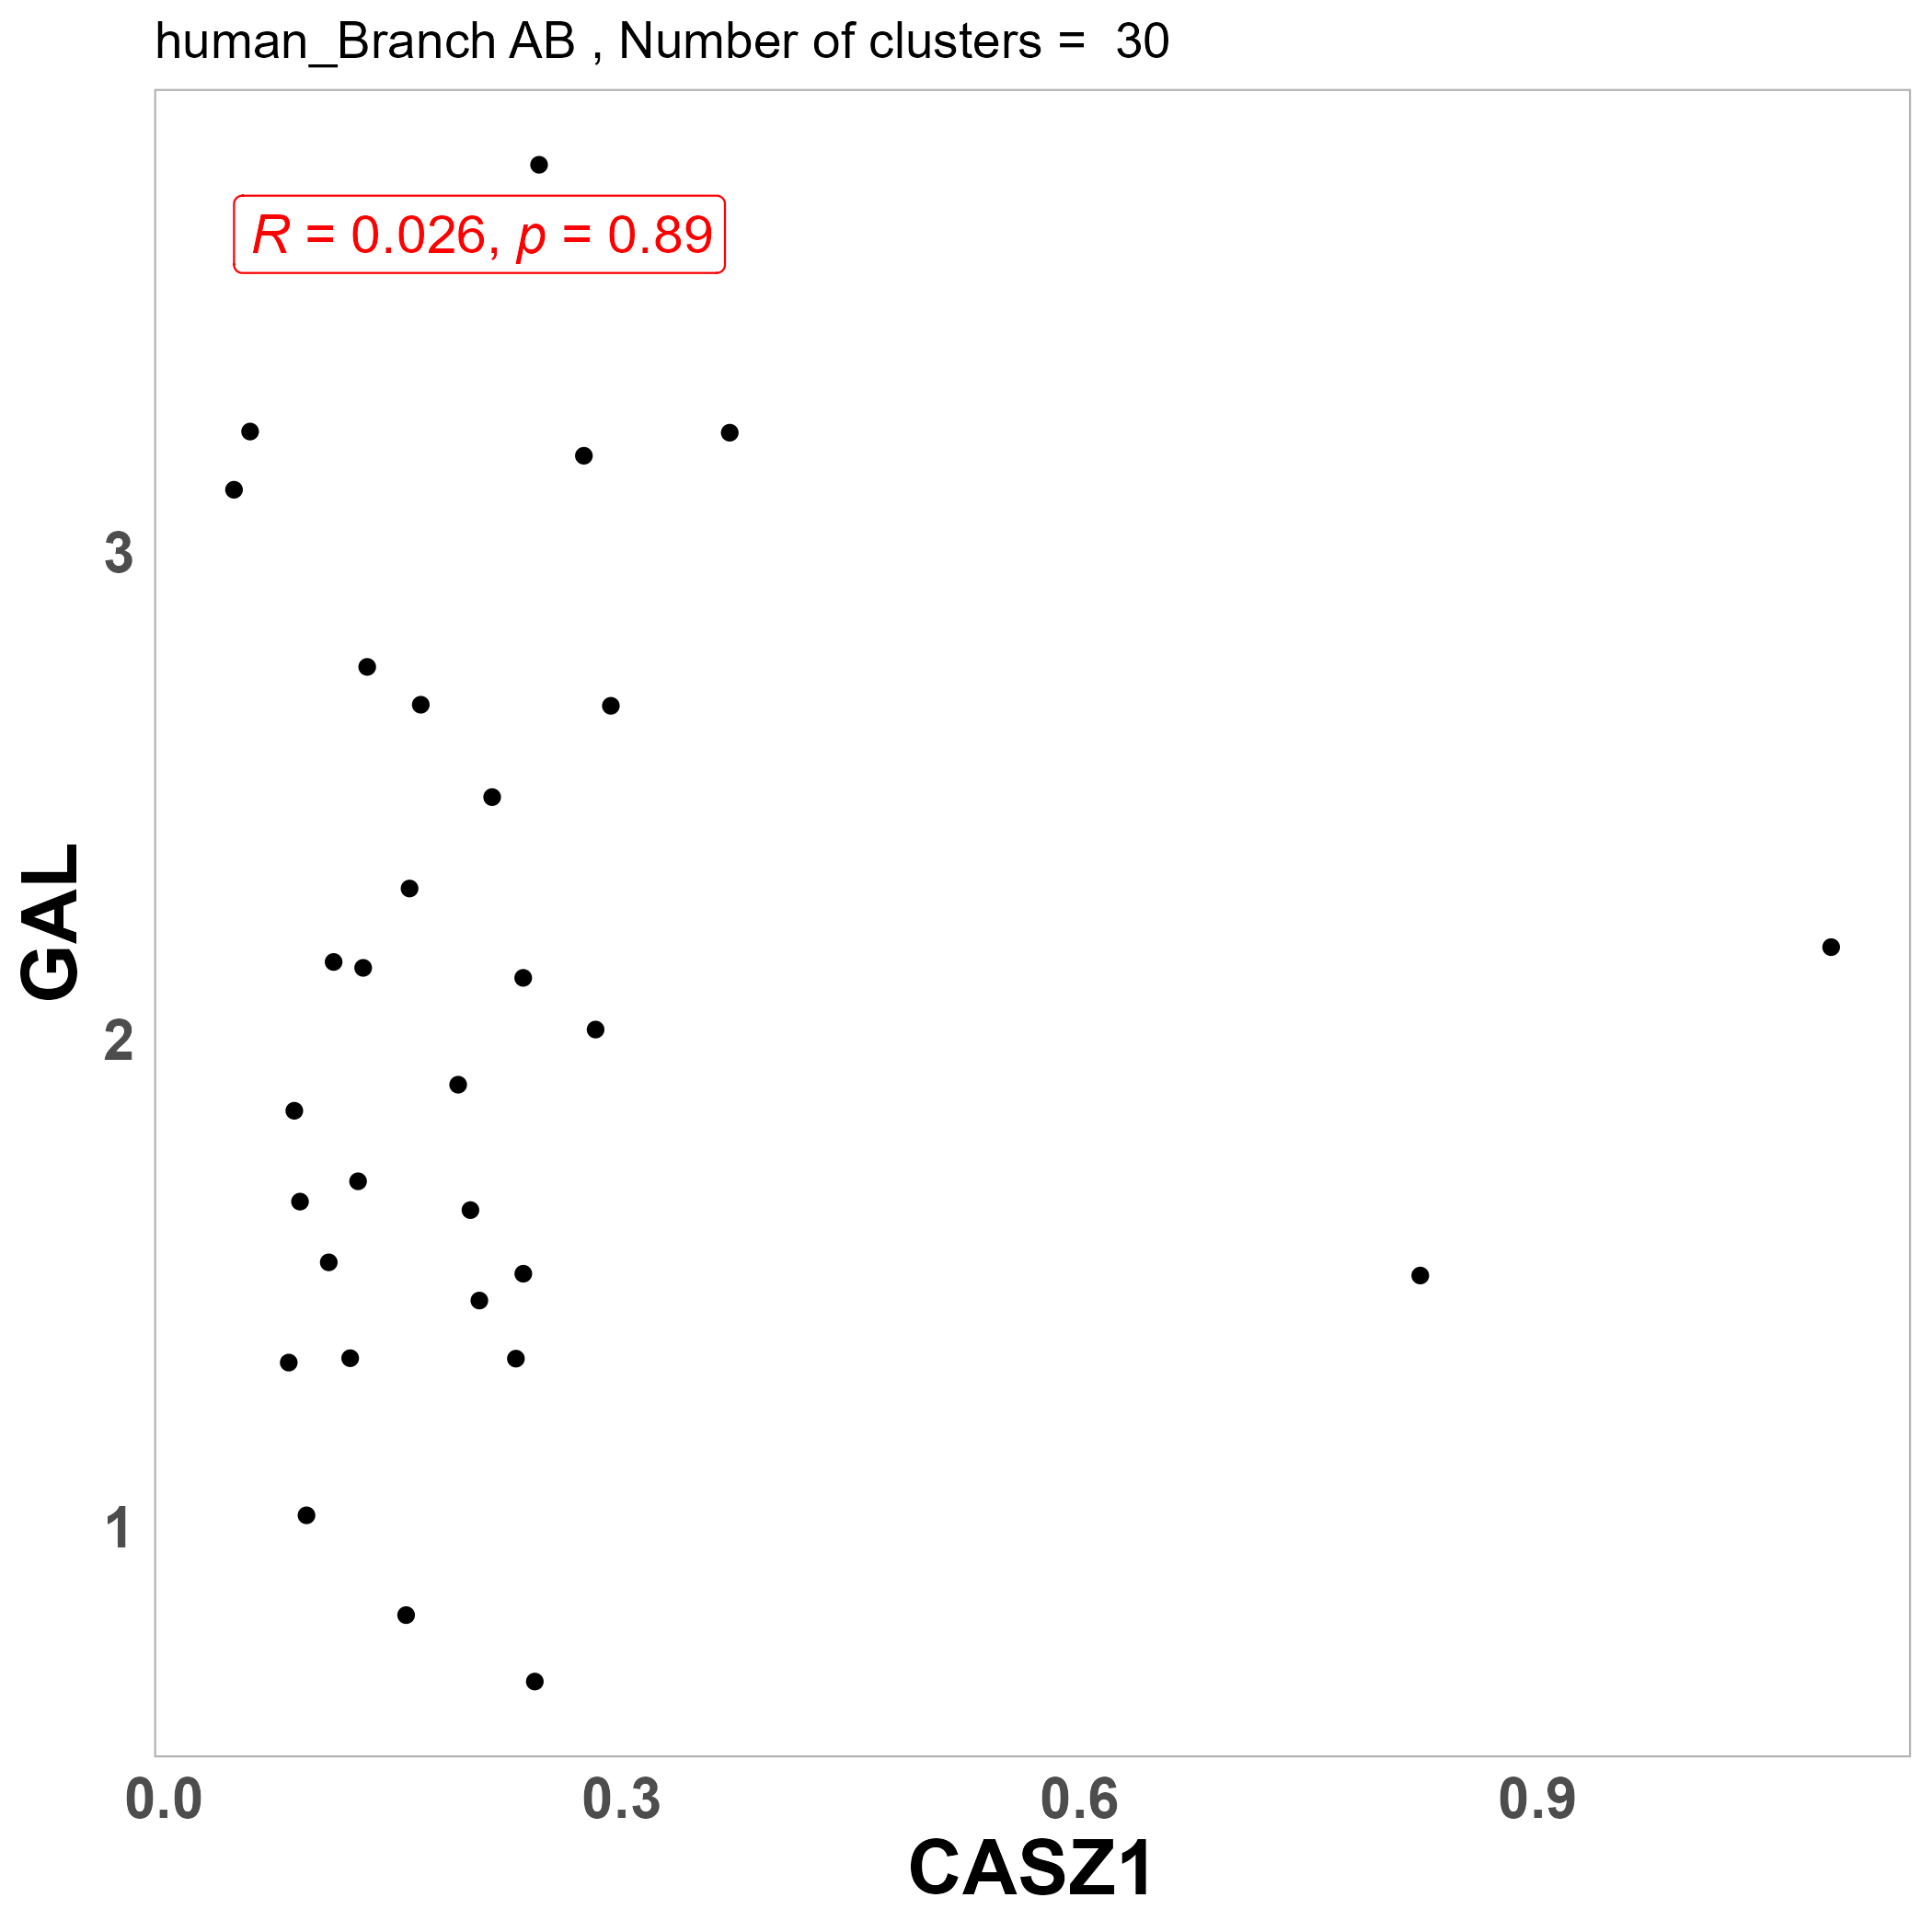 human_Branch AB , Number of clusters =  30
R = 0.026, p = 0.89
3
2
1
GAL
0.0 0.3 0.6 0.9
CASZ1